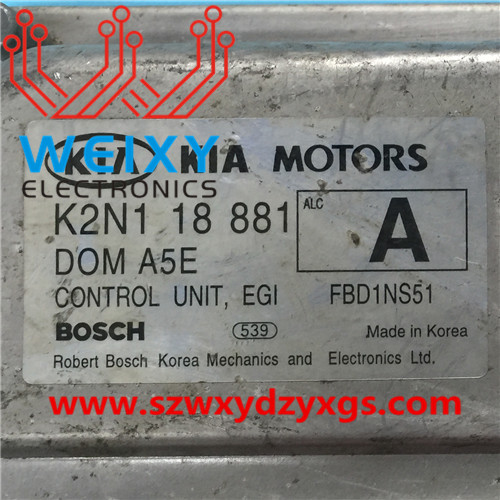 WEIXY
ELECTRONICS
KIA KIA MOTORS
K2N1 18 881
ALC
A
DOM A5E
CONTROL UNIT, EGI FBD1NS51
BOSCH 539 Made in Korea
Robert Bosch Korea Mechanics and Electronics Ltd.
www.szwxydzyxgs.com